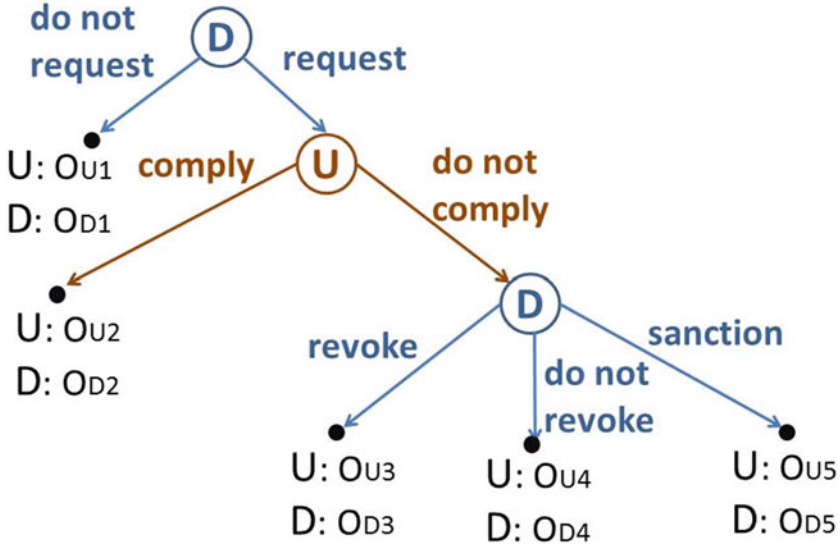 do not
request
D
request
U: OU1
D: OD1
comply
U
do not
comply
U: OU2
D: OD2
D
revoke
do not
revoke
sanction
U: OU3
D: OD3
U: OU4
D: OD4
U: OU5
D: OD5